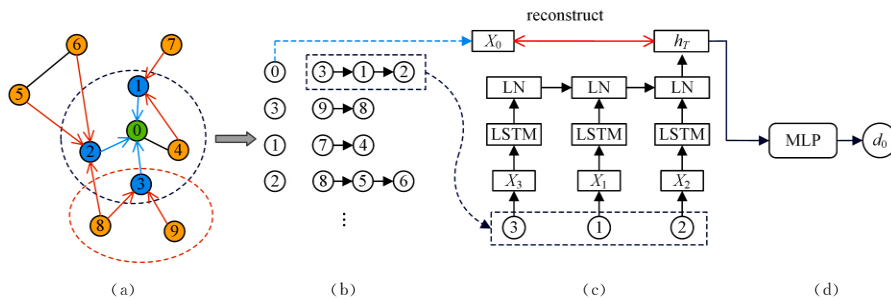 reconstruct
6
7
5
1
0
2
4
3
8
9
0
3 1 2
3
9 8
1
7 4
2
8 5 6
⋮
X0 hT
LN LN LN
LSTM LSTM LSTM
X3 X1 X2
3 1 2
MLP d0
(a) (b) (c) (d)